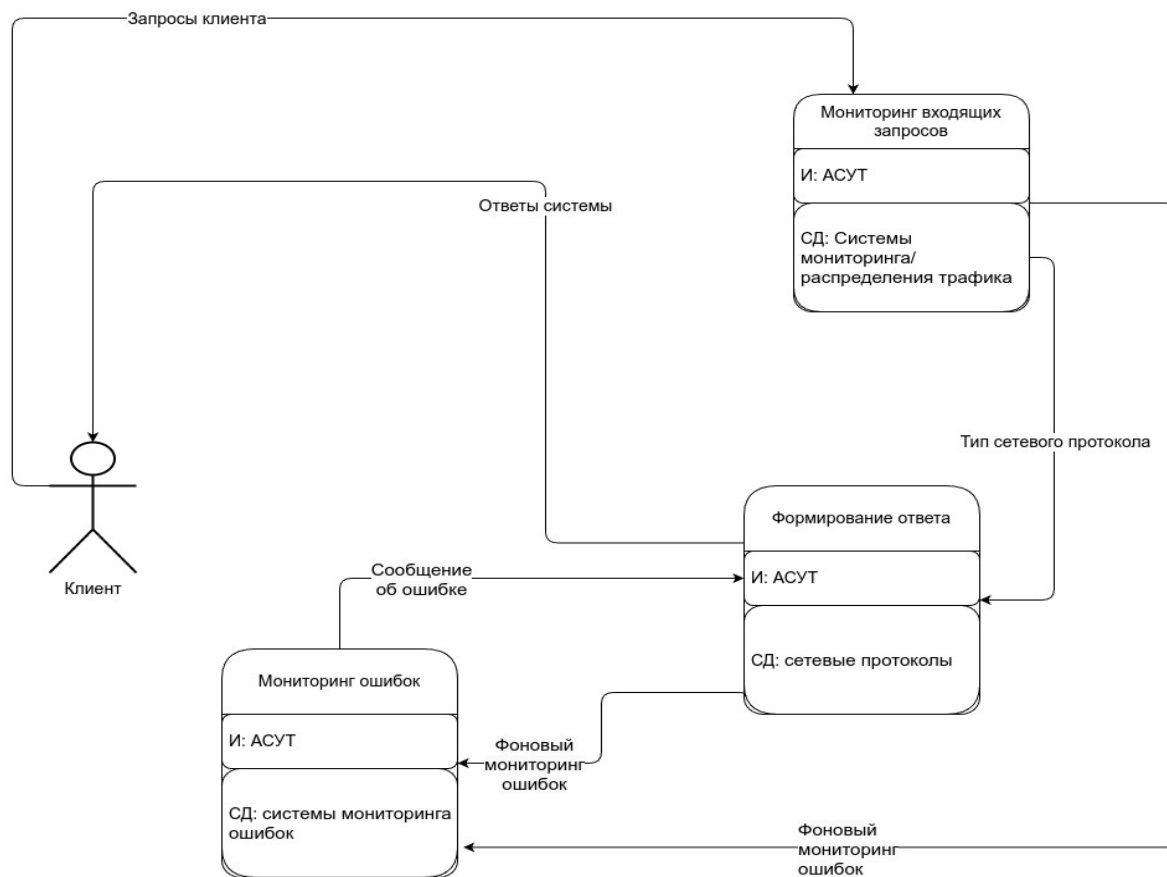 Запросы клиента
Мониторинг входящих
запросов
И: АСУТ
СД: Системы
мониторинга/
распределения трафика
Ответы системы
Тип сетевого протокола
Клиент
Формирование ответа
И: АСУТ
СД: сетевые протоколы
Сообщение
об ошибке
Мониторинг ошибок
И: АСУТ
СД: системы мониторинга
ошибок
Фоновый
мониторинг
ошибок
Фоновый
мониторинг
ошибок